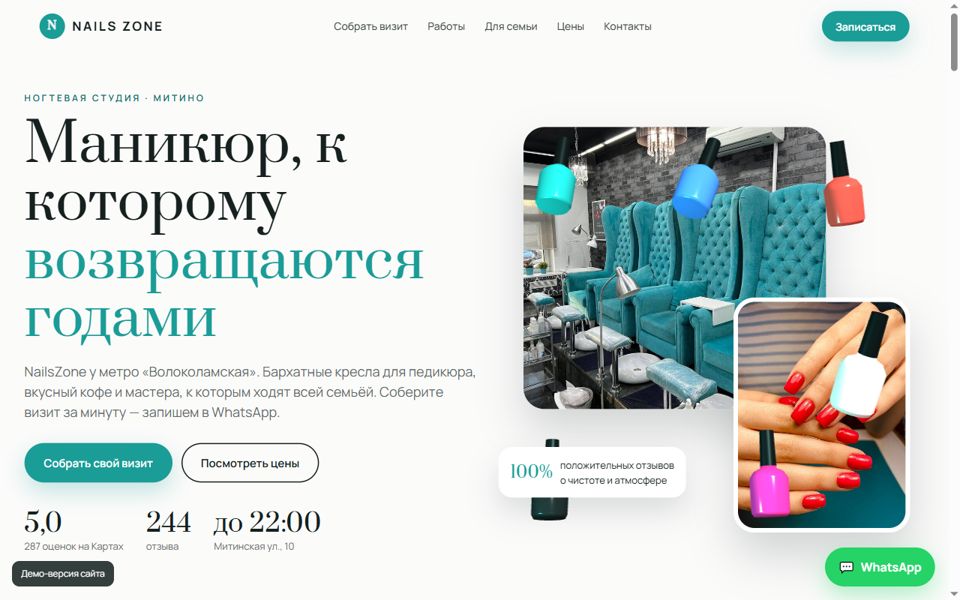 N NAILS ZONE
Собрать визит
Работы
Для семьи
Цены
Контакты
Записаться
НОГТЕВАЯ СТУДИЯ · МИТИНО
Маникюр, к
которому
возвращаются
годами
NailsZone у метро «Волоколамская». Бархатные кресла для педикюра,
вкусный кофе и мастера, к которым ходят всей семьёй. Соберите
визит за минуту — запишем в WhatsApp.
Собрать свой визит
Посмотреть цены
5,0
287 оценок на Картах
244
отзыва
до 22:00
Митинская ул., 10
100%
положительных отзывов
о чистоте и атмосфере
Демо-версия сайта
WhatsApp